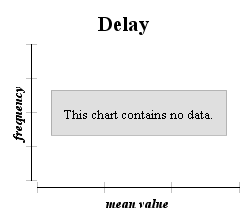 Delay
frequency
This chart contains no data.
mean value